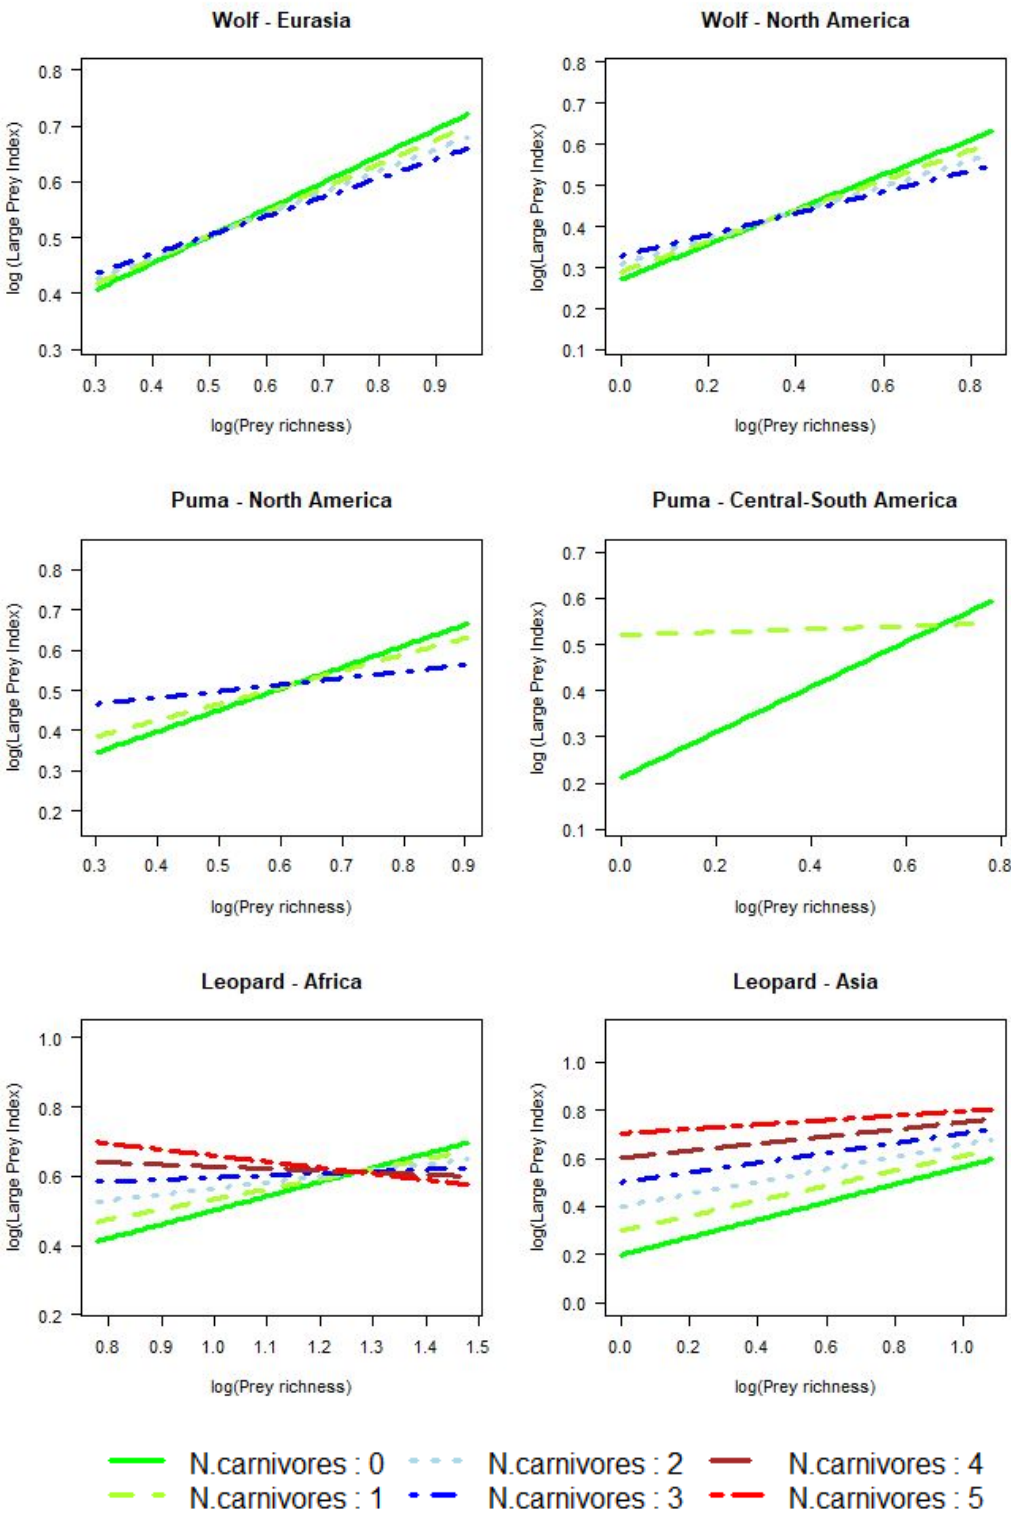 Wolf - Eurasia
log (Large Prey Index)
0.8
0.7
0.6
0.5
0.4
0.3
0.3 0.4 0.5 0.6 0.7 0.8 0.9
log(Prey richness)
Wolf - North America
log(Large Prey Index)
0.8
0.7
0.6
0.5
0.4
0.3
0.2
0.1
0.0 0.2 0.4 0.6 0.8
log(Prey richness)
Puma - North America
log(Large Prey Index)
0.8
0.7
0.6
0.5
0.4
0.3
0.2
0.3 0.4 0.5 0.6 0.7 0.8 0.9
log(Prey richness)
Puma - Central-South America
log (Large Prey Index)
0.7
0.6
0.5
0.4
0.3
0.2
0.1
0.0 0.2 0.4 0.6 0.8
log(Prey richness)
Leopard - Africa
log(Large Prey Index)
1.0
0.8
0.6
0.4
0.2
0.8 0.9 1.0 1.1 1.2 1.3 1.4 1.5
log(Prey richness)
Leopard - Asia
log(Large Prey Index)
1.0
0.8
0.6
0.4
0.2
0.0
0.0 0.2 0.4 0.6 0.8 1.0
log(Prey richness)
N.carnivores : 0 N.carnivores : 2 N.carnivores : 4
N.carnivores : 1 N.carnivores : 3 N.carnivores : 5